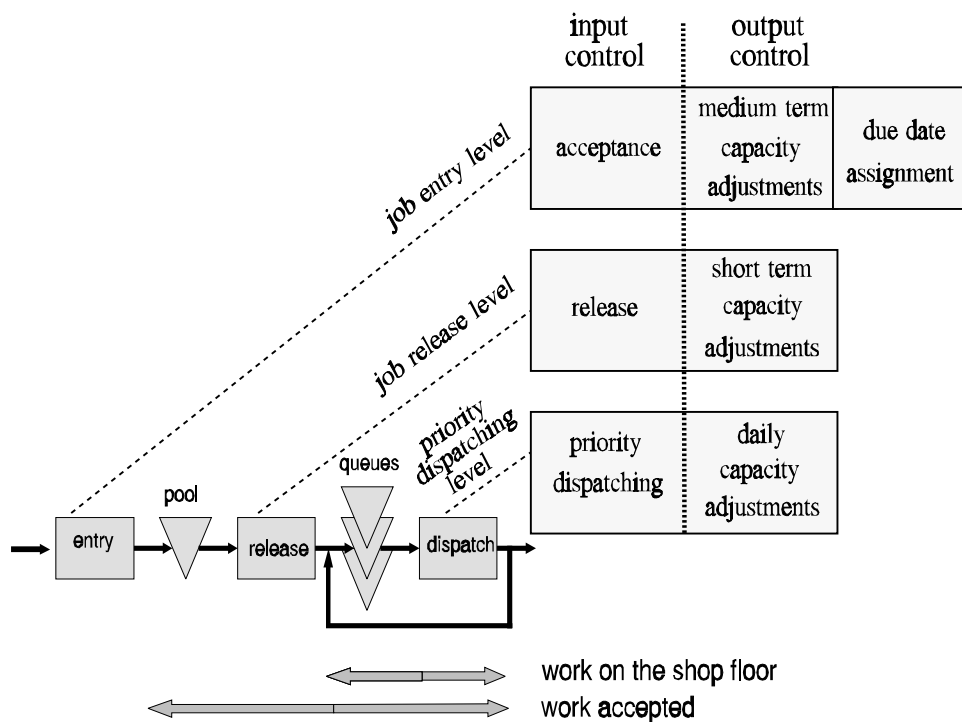 input
control
output
control
acceptance
medium term
capacity
adjustments
due date
assignment
job entry level
release
short term
capacity
adjustments
job release level
priority
dispatching
daily
capacity
adjustments
priority
dispatching
level
queues
pool
entry
release
dispatch
work on the shop floor
work accepted